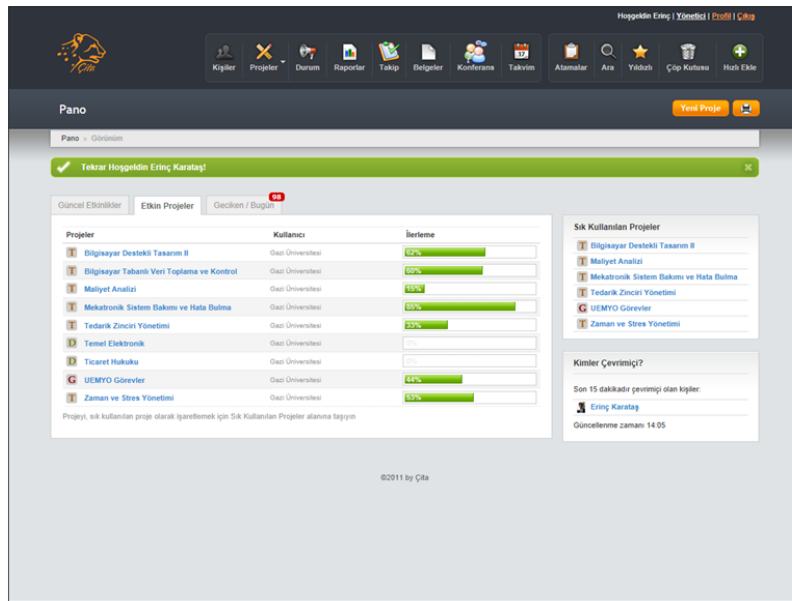 Hoşgeldin Erinç | Yönetici | Profil | Çıkış
Çita
Kişiler Projeler Durum Raporlar Takip Belgeler Konferans Takvim Atamalar Ara Yıldızlı Çöp Kutusu Hızlı Ekle
17
Pano
Yeni Proje
Pano » Görünüm
Tekrar Hoşgeldin Erinç Karataş!
Güncel Etkinlikler Etkin Projeler Geciken / Bugün 98
Projeler Kullanıcı İlerleme
T Bilgisayar Destekli Tasarım II Gazi Üniversitesi 62%
T Bilgisayar Tabanlı Veri Toplama ve Kontrol Gazi Üniversitesi 60%
T Maliyet Analizi Gazi Üniversitesi 15%
T Mekatronik Sistem Bakımı ve Hata Bulma Gazi Üniversitesi 85%
T Tedarik Zinciri Yönetimi Gazi Üniversitesi 33%
D Temel Elektronik Gazi Üniversitesi 0%
D Ticaret Hukuku Gazi Üniversitesi 0%
G UEMYO Görevler Gazi Üniversitesi 44%
T Zaman ve Stres Yönetimi Gazi Üniversitesi 53%
Projeyi, sık kullanılan proje olarak işaretlemek için Sık Kullanılan Projeler alanına taşıyın
Sık Kullanılan Projeler
T Bilgisayar Destekli Tasarım II
T Maliyet Analizi
T Mekatronik Sistem Bakımı ve Hata Bulma
T Tedarik Zinciri Yönetimi
G UEMYO Görevler
T Zaman ve Stres Yönetimi
Kimler Çevrimiçi?
Son 15 dakikadır çevrimiçi olan kişiler:
Erinç Karataş
Güncellenme zamanı 14:05
©2011 by Çita